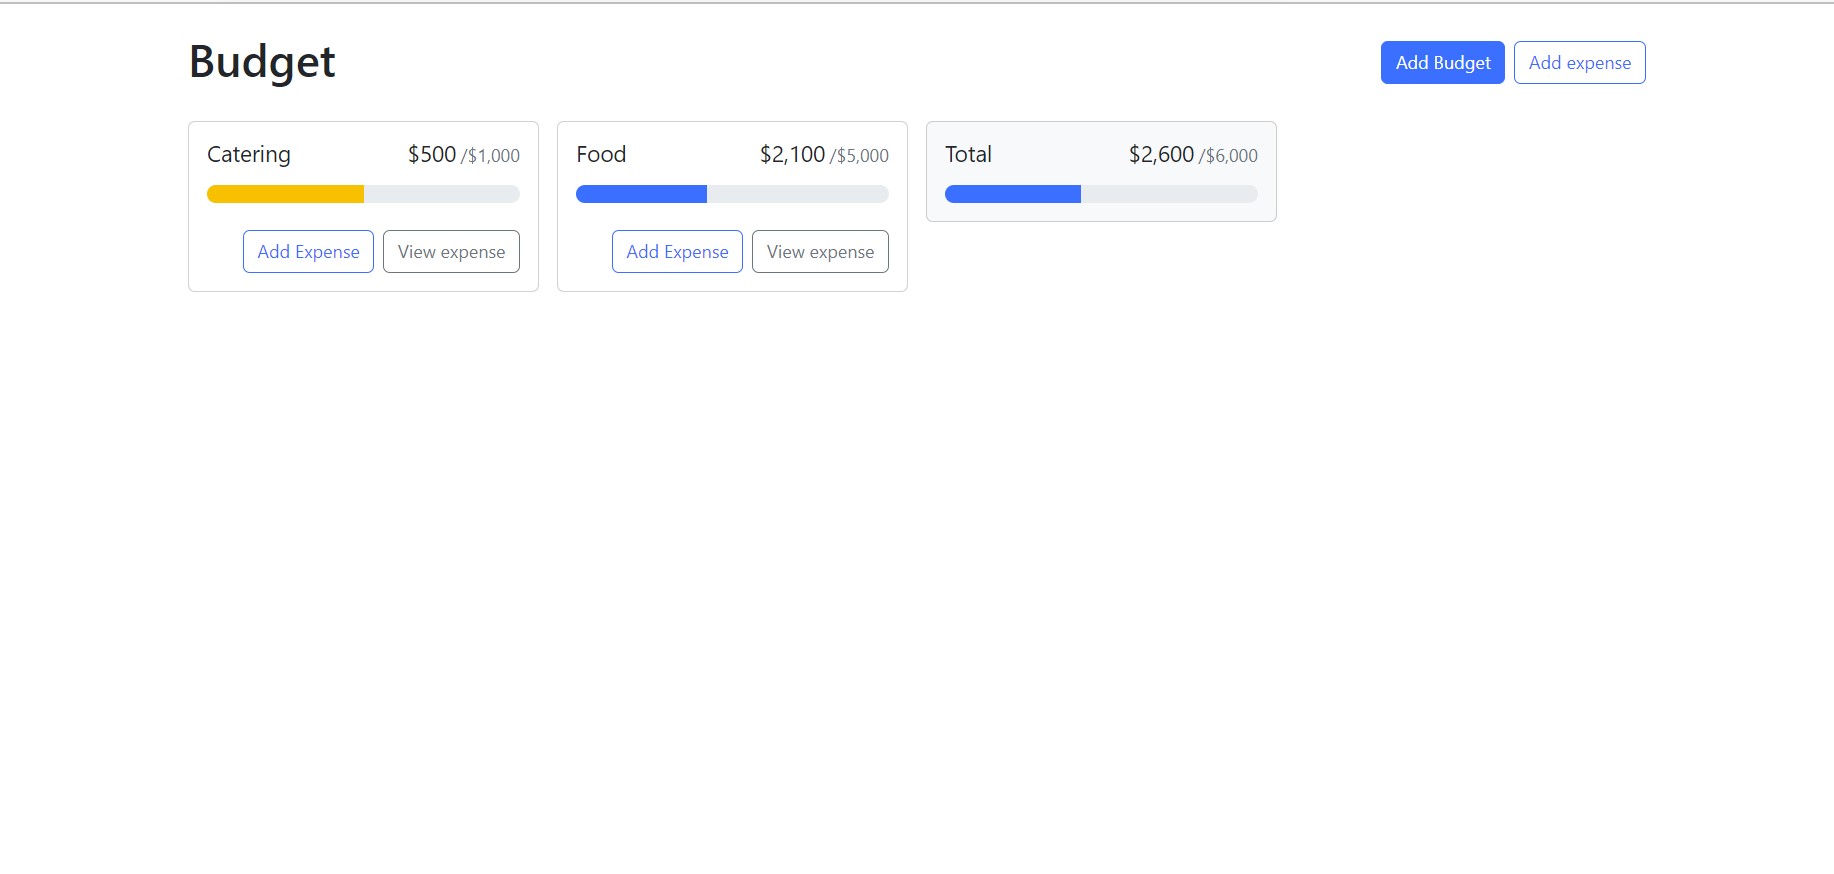 Budget
Add Budget
Add expense
Catering $500 /$1,000
Add Expense
View expense
Food $2,100 /$5,000
Add Expense
View expense
Total $2,600 /$6,000